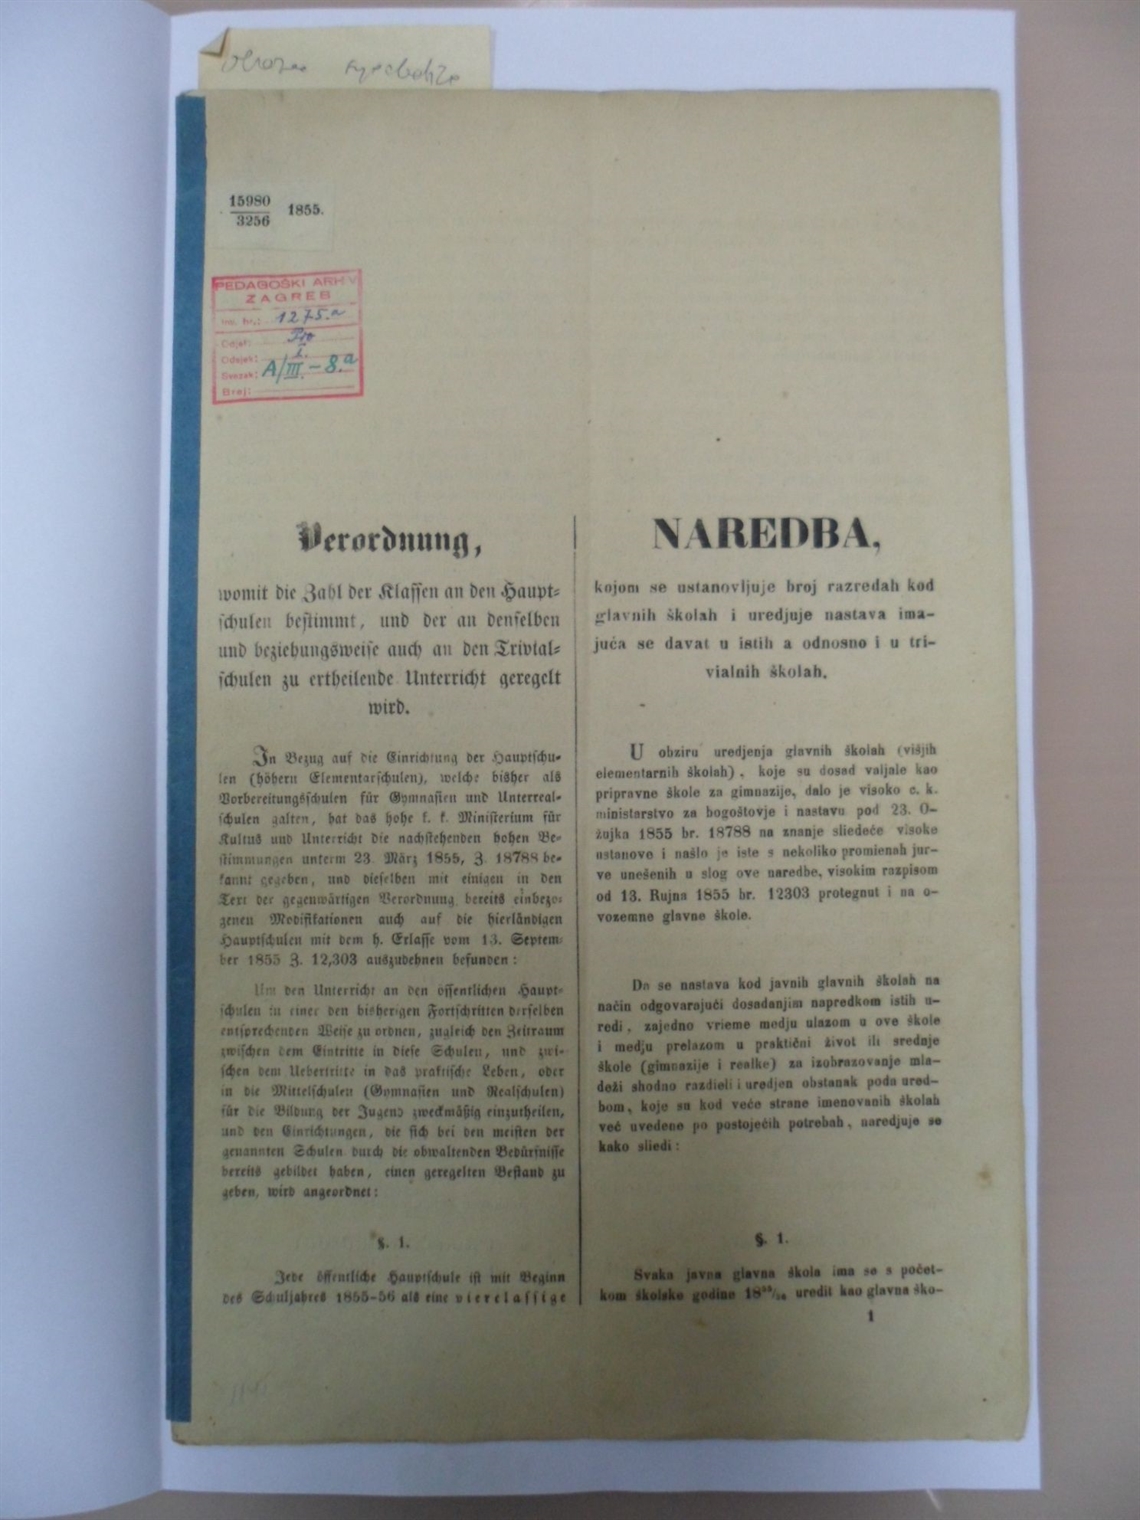 15980
3256
1855.
PEDAGOŠKI ARHIV
ZAGREB
Inv. br.: 1275.a
Odjel:
Odsjek: I.
Svezak: A/III-8.a
Broj:
Verordnung,
womit die Zahl der Klassen an den Haupt-
schulen bestimmt, und der an denselben
und beziehungsweise auch an den Trivial-
schulen zu ertheilende Unterricht geregelt
wird.
In Bezug auf die Einrichtung der Hauptschu-
len (höhern Elementarschulen), welche bisher als
Vorbereitungsschulen für Gymnasien und Unterreal-
schulen galten, hat das hohe k. k. Ministerium für
Kultus und Unterricht die nachstehenden hohen Be-
stimmungen unterm 23. März 1855, Z. 18788 be-
kannt gegeben, und dieselben mit einigen in den
Text der gegenwärtigen Verordnung bereits einbezo-
genen Modifikationen auch auf die hierländigen
Hauptschulen mit dem h. Erlasse vom 13. Septem-
ber 1855 Z. 12,303 auszudehnen befunden:
Um den Unterricht an den öffentlichen Haupt-
schulen in einer den bisherigen Fortschritten derselben
entsprechenden Weise zu ordnen, zugleich den Zeitraum
zwischen dem Eintritte in diese Schulen, und zwi-
schen dem Uebertritte in das praktische Leben, oder
in die Mittelschulen (Gymnasien und Realschulen)
für die Bildung der Jugend zweckmäßig einzutheilen,
und den Einrichtungen, die sich bei den meisten der
genannten Schulen durch die obwaltenden Bedürfnisse
bereits gebildet haben, einen geregelten Bestand zu
geben, wird angeordnet:
§. 1.
Jede öffentliche Hauptschule ist mit Beginn
des Schuljahres 1855-56 als eine vierclassige
NAREDBA,
kojom se ustanovljuje broj razredah kod
glavnih školah i uredjuje nastava ima-
juća se davat u istih a odnosno i u tri-
vialnih školah.
U obziru uredjenja glavnih školah (višjih
elementarnih školah), koje su dosad valjale kao
pripravne škole za gimnazije, dalo je visoko c. k.
ministarstvo za bogoštovje i nastavu pod 23. O-
žujka 1855 br. 18788 na znanje sliedeće visoke
ustanove i našlo je iste s nekoliko promienah jur-
ve unešenih u slog ove naredbe, visokim razpisom
od 13. Rujna 1855 br. 12303 protegnut i na o-
vozemne glavne škole.
Da se nastava kod javnih glavnih školah na
način odgovarajući dosadanjim napredkom istih u-
redi, zajedno vrieme medju ulazom u ove škole
i medju prelazom u praktični život ili srednje
škole (gimnazije i realke) za izobrazovanje mla-
deži shodno razdieli i uredjen obstanak poda ured-
bom, koje su kod veće strane imenovanih školah
već uvedene po postojećih potrebah, naredjuje se
kako sliedi:
§. 1.
Svaka javna glavna škola ima se s počet-
kom školske godine 18⁵⁵/₅₆ uredit kao glavna ško-
1